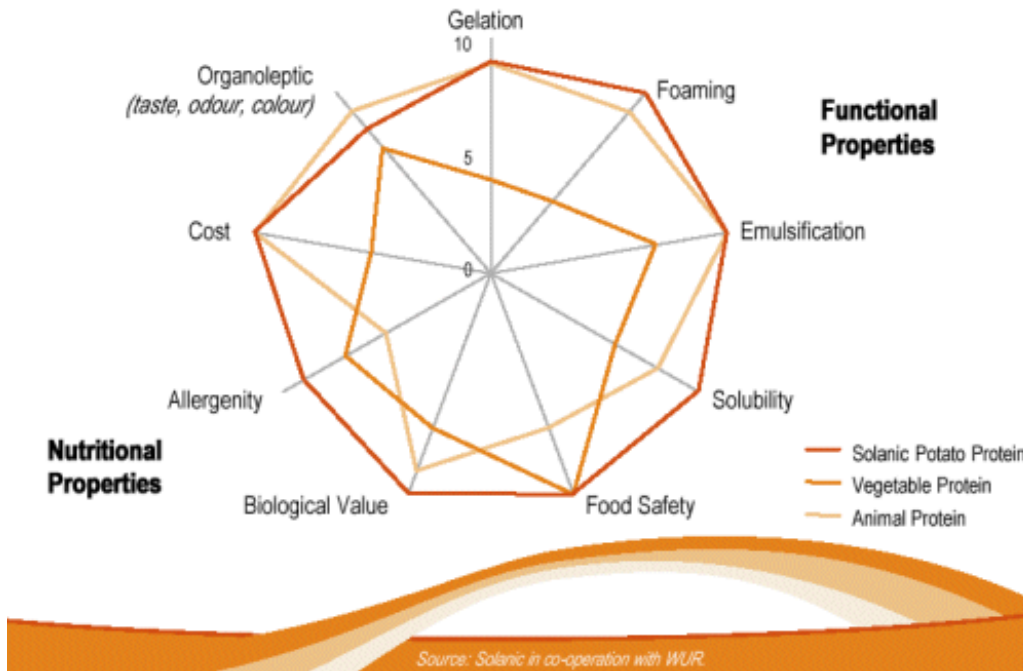 Gelation
10
Organoleptic
(taste, odour, colour)
Foaming
Functional
Properties
5
Cost
Emulsification
0
Allergenity
Solubility
Nutritional
Properties
Biological Value
Food Safety
Solanic Potato Protein
Vegetable Protein
Animal Protein
Source: Solanic in co-operation with WUR.